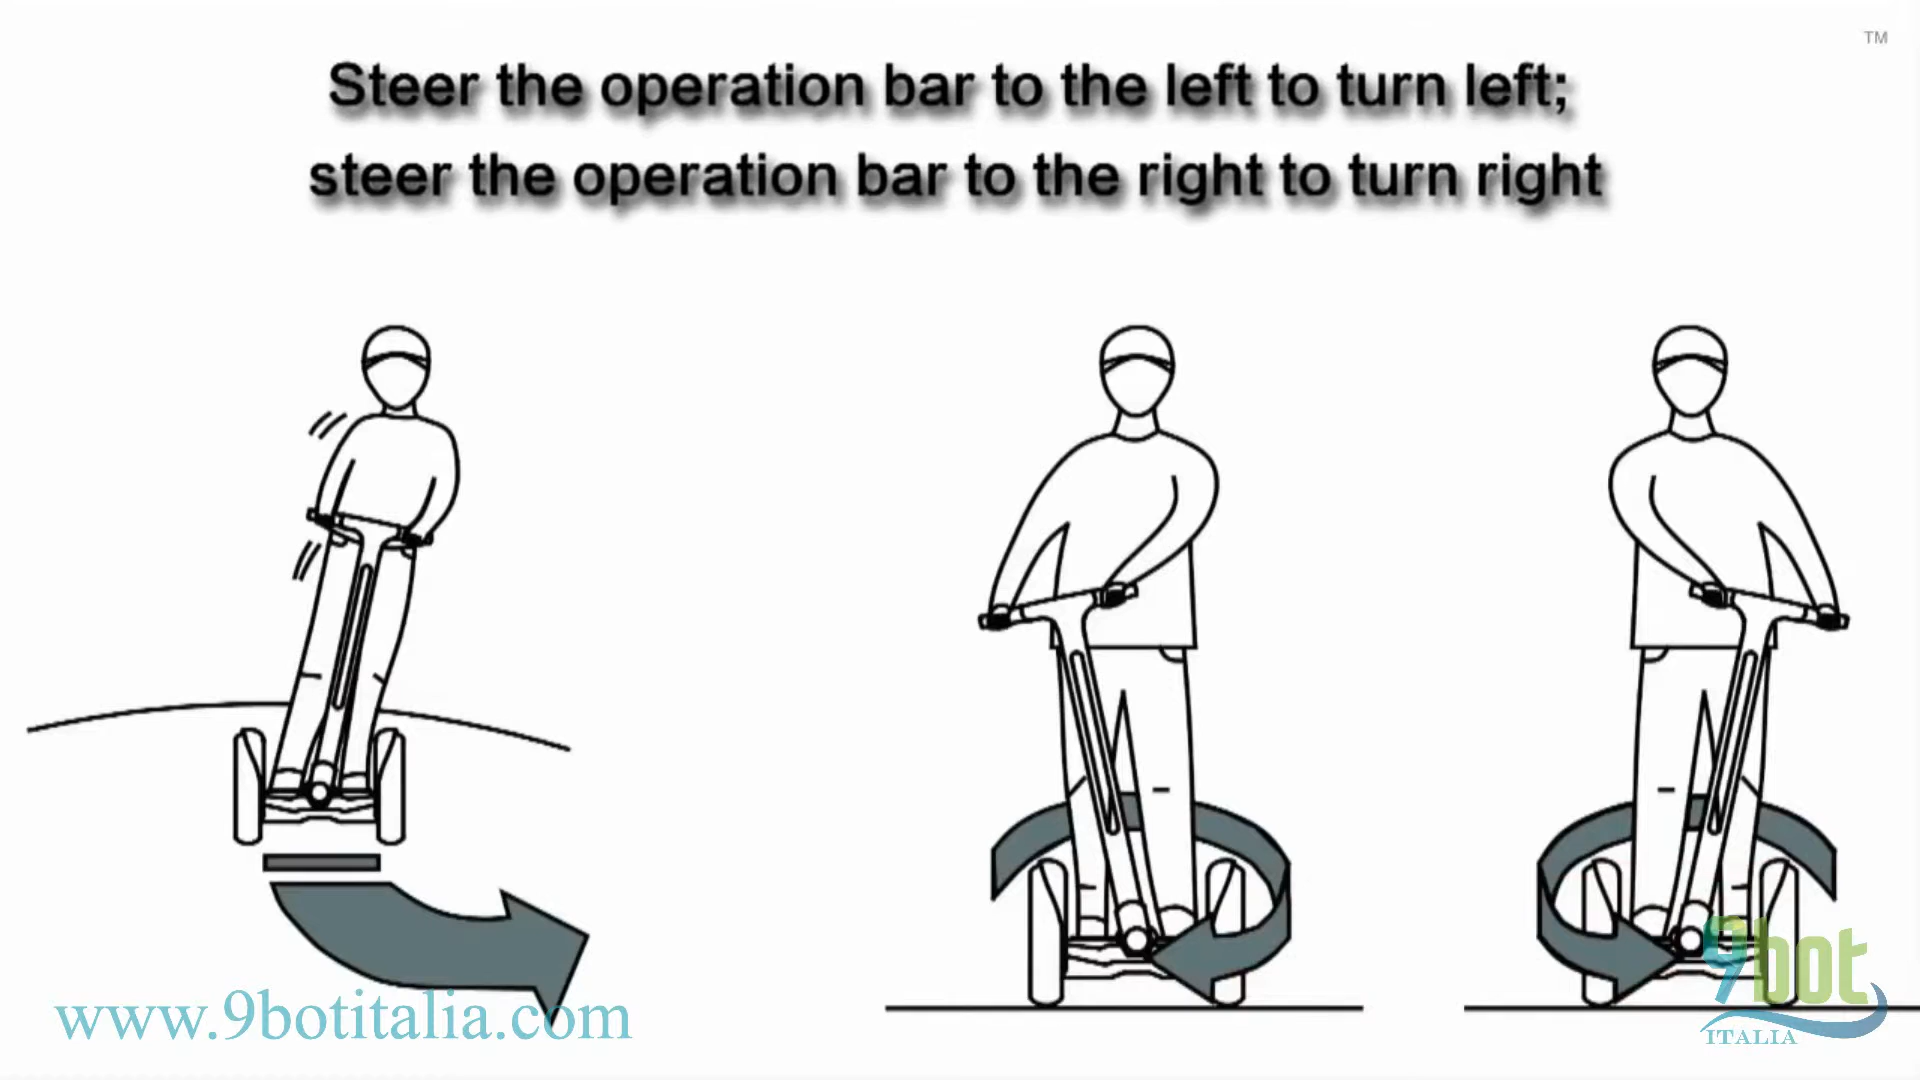 TM
Steer the operation bar to the left to turn left;
steer the operation bar to the right to turn right
www.9botitalia.com
9bot
ITALIA